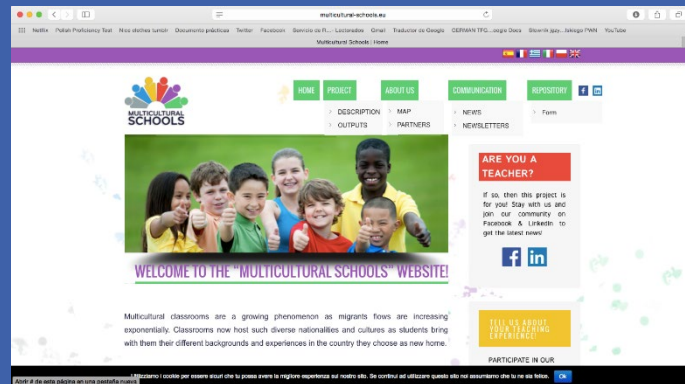 multicultural-schools.eu
Netflix Polish Proficiency Test Nice clothes tumblr Documents prácticos Twitter Facebook Gmail Traductor de Google YouTube
Multicultural Schools | Home
MULTICULTURAL
SCHOOLS
HOME PROJECT ABOUT US COMMUNICATION REPOSITORY
DESCRIPTION MAP NEWS Form
OUTPUTS PARTNERS NEWSLETTERS
ARE YOU A
TEACHER?
If so, then this project is
for you! Stay with us and
join our community on
Facebook & LinkedIn to
get the latest news!
WELCOME TO THE "MULTICULTURAL SCHOOLS" WEBSITE!
Multicultural classrooms are a growing phenomenon as migrants flows are increasing
exponentially. Classrooms now host such diverse nationalities and cultures as students bring
with them their different backgrounds and experiences in the country they choose as new home.
TELL US ABOUT
YOUR TEACHING
EXPERIENCE!
PARTICIPATE IN OUR
Utilizziamo i cookie per essere sicuri che tu possa avere la migliore esperienza sul nostro sito. Se continui ad utilizzare questo sito noi assumiamo che tu ne sia felice. Ok
de esta página en una pestaña nueva